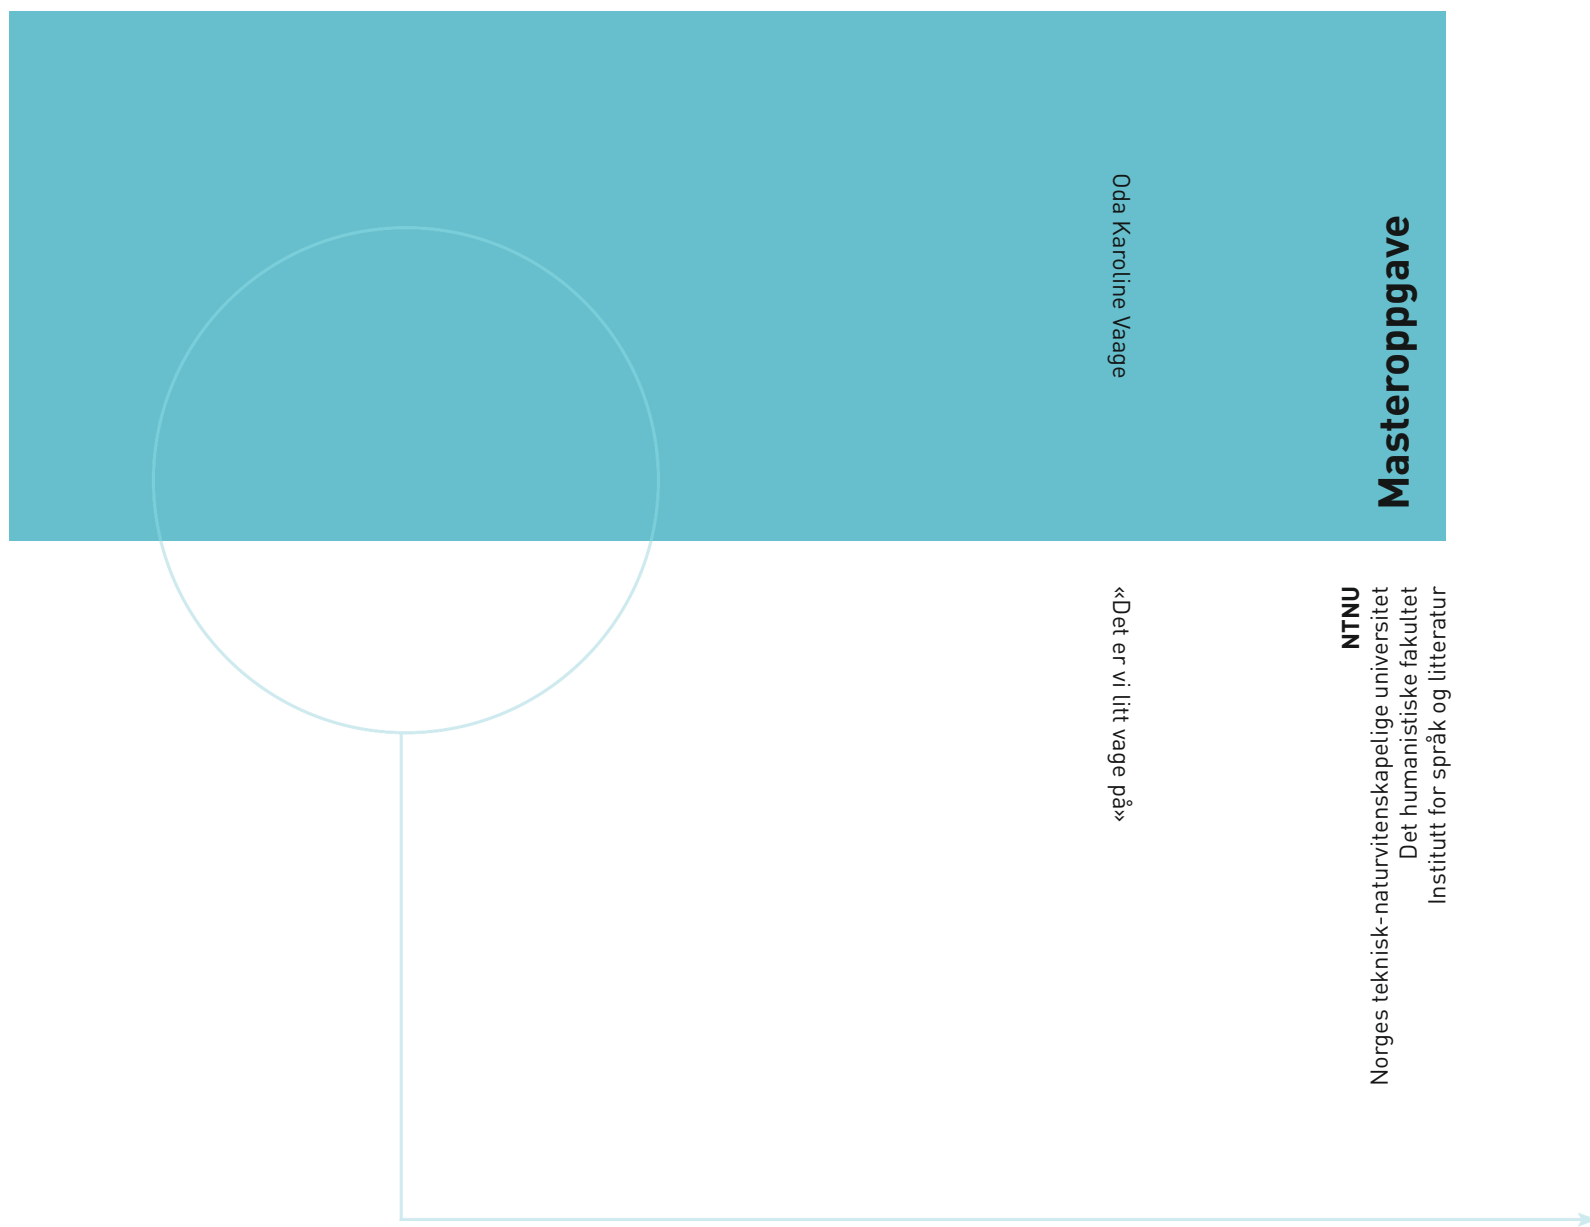 Oda Karoline Vaage
«Det er vi litt vage på»
Masteroppgave
NTNU
Norges teknisk-naturvitenskapelige universitet
Det humanistiske fakultet
Institutt for språk og litteratur